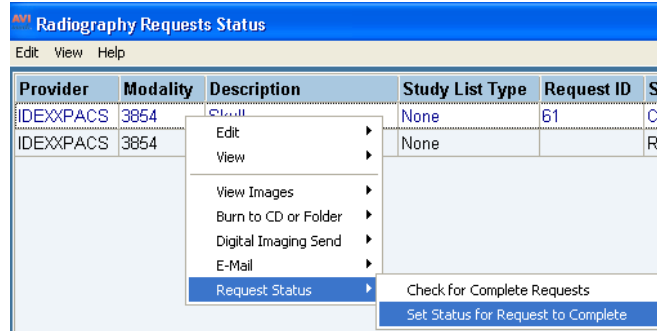 AVI Radiography Requests Status
Edit View Help
Provider Modality Description Study List Type Request ID S
IDEXXPACS 3854 Skull None 61 C
IDEXXPACS 3854 None R
Edit
View
View Images
Burn to CD or Folder
Digital Imaging Send
E-Mail
Request Status
Check for Complete Requests
Set Status for Request to Complete